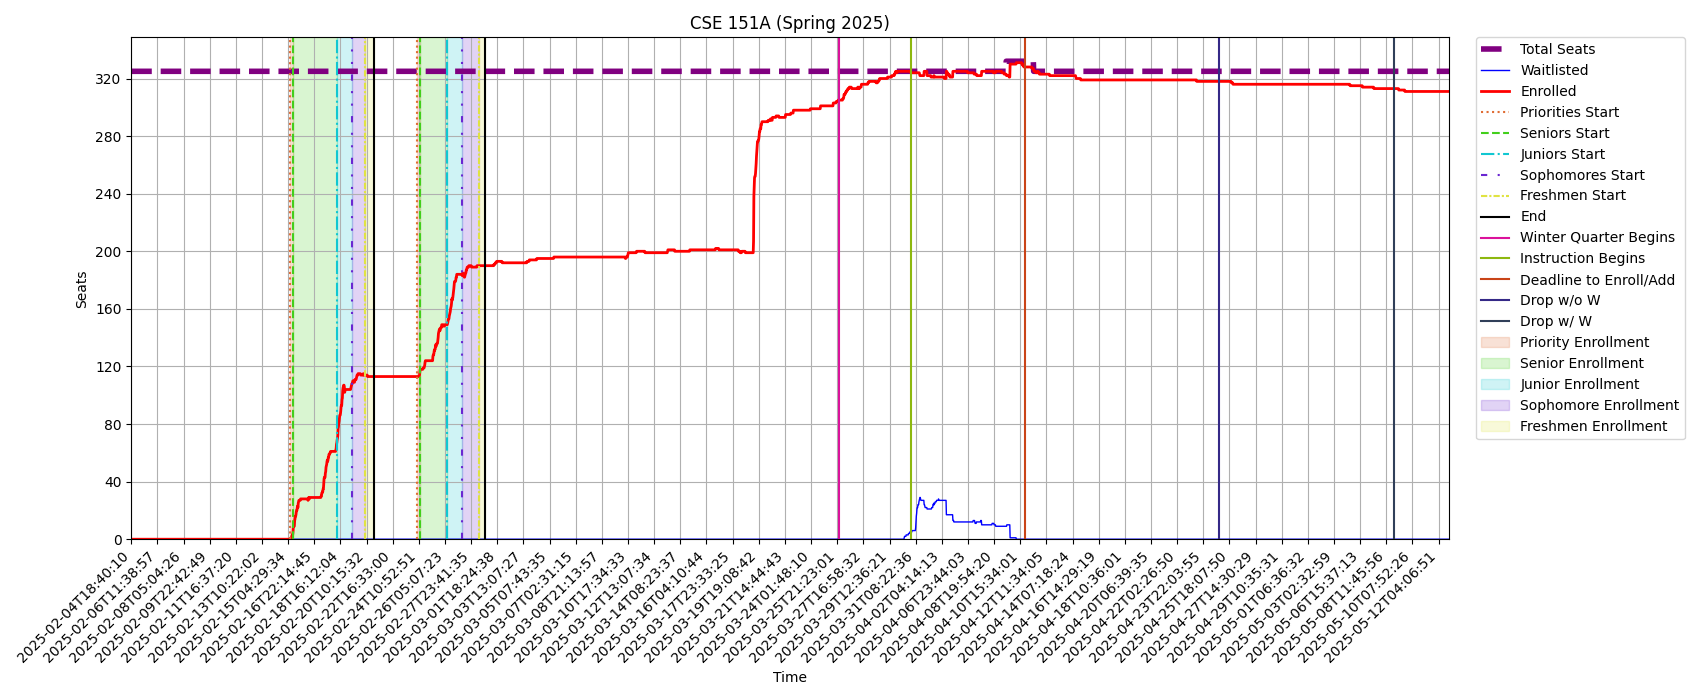 CSE 151A (Spring 2025)
Seats
320
280
240
200
160
120
80
40
0
2025-02-04T18:40:10
2025-02-06T11:38:57
2025-02-08T05:04:26
2025-02-09T22:42:49
2025-02-11T16:37:20
2025-02-13T10:22:02
2025-02-15T04:29:34
2025-02-16T22:14:45
2025-02-18T16:12:04
2025-02-20T10:15:32
2025-02-22T16:33:00
2025-02-24T10:52:51
2025-02-26T05:07:23
2025-02-27T23:41:35
2025-03-01T18:24:38
2025-03-03T13:07:27
2025-03-05T07:43:35
2025-03-07T02:31:15
2025-03-08T21:13:57
2025-03-10T17:34:33
2025-03-12T13:07:34
2025-03-14T08:23:37
2025-03-16T04:10:44
2025-03-17T23:33:25
2025-03-19T19:08:42
2025-03-21T14:44:43
2025-03-24T01:48:10
2025-03-25T21:23:01
2025-03-27T16:58:32
2025-03-29T12:36:21
2025-03-31T08:22:36
2025-04-02T04:14:13
2025-04-06T23:44:03
2025-04-08T19:54:20
2025-04-10T15:34:01
2025-04-12T11:34:05
2025-04-14T07:18:24
2025-04-16T14:29:19
2025-04-18T10:36:01
2025-04-20T06:39:35
2025-04-22T02:26:50
2025-04-23T22:03:55
2025-04-25T18:07:50
2025-04-27T14:30:29
2025-04-29T10:35:31
2025-05-01T06:36:32
2025-05-03T02:32:59
2025-05-06T15:37:13
2025-05-08T11:45:56
2025-05-10T07:52:26
2025-05-12T04:06:51
Time
Total Seats
Waitlisted
Enrolled
Priorities Start
Seniors Start
Juniors Start
Sophomores Start
Freshmen Start
End
Winter Quarter Begins
Instruction Begins
Deadline to Enroll/Add
Drop w/o W
Drop w/ W
Priority Enrollment
Senior Enrollment
Junior Enrollment
Sophomore Enrollment
Freshmen Enrollment